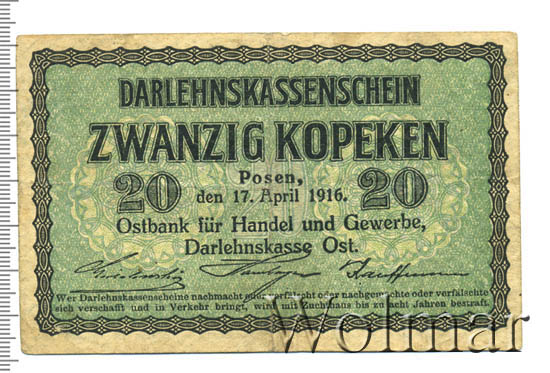 DARLEHNSKASSENSCHEIN
ZWANZIG KOPEKEN
20 Posen, 20
den 17. April 1916.
Ostbank für Handel und Gewerbe,
Darlehnskasse Ost.
Wer Darlehnskassenscheine nachmacht oder verfälscht oder nachgemachte oder verfälschte
sich verschafft und in Verkehr bringt, wird mit Zuchthaus bis zu acht Jahren bestraft.
Wolmar